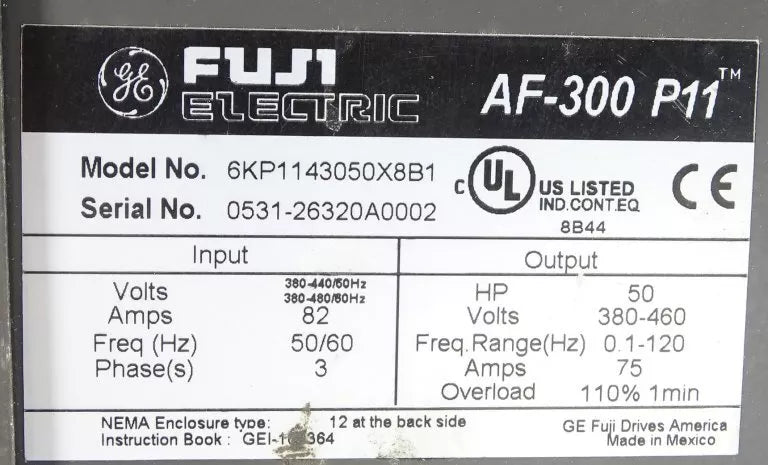 GE FUJI
ELECTRIC
AF-300 P11™
Model No. 6KP1143050X8B1
Serial No. 0531-26320A0002
C UL US LISTED
IND.CONT.EQ
8B44
CE
Input
Volts 380-440/50Hz
380-480/60Hz
Amps 82
Freq (Hz) 50/60
Phase(s) 3
Output
HP 50
Volts 380-460
Freq.Range(Hz) 0.1-120
Amps 75
Overload 110% 1min
NEMA Enclosure type: 12 at the back side
Instruction Book :
GE Fuji Drives America
Made in Mexico